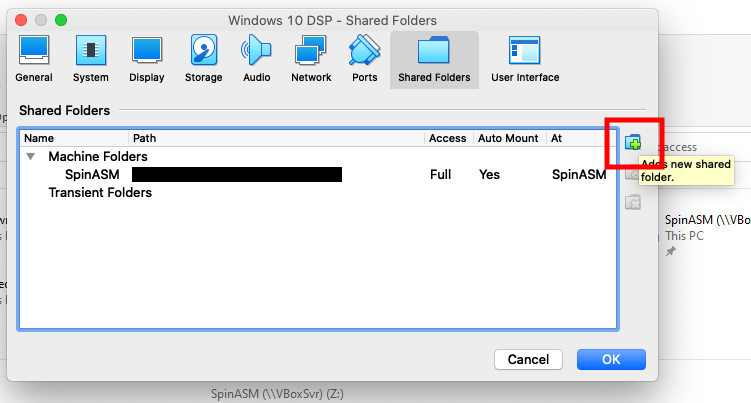 Windows 10 DSP - Shared Folders
General System Display Storage Audio Network Ports Shared Folders User Interface
Shared Folders
Name Path Access Auto Mount At
Machine Folders
SpinASM Full Yes SpinASM
Transient Folders
access
Adds new shared
folder.
SpinASM (\\VBo
This PC
Cancel OK
SpinASM (\\VBoxSvr) (Z:)